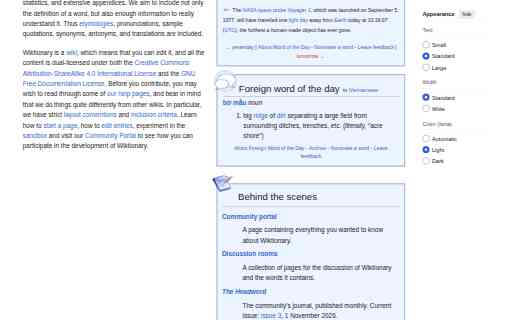 statistics, and extensive appendices. We aim to include not only
the definition of a word, but also enough information to really
understand it. Thus etymologies, pronunciations, sample
quotations, synonyms, antonyms, and translations are included.
Wiktionary is a wiki, which means that you can edit it, and all the
content is dual-licensed under both the Creative Commons
Attribution-ShareAlike 4.0 International License and the GNU
Free Documentation License. Before you contribute, you may
wish to read through some of our help pages, and bear in mind
that we do things quite differently from other wikis. In particular,
we have strict layout conventions and inclusion criteria. Learn
how to start a page, how to edit entries, experiment in the
sandbox and visit our Community Portal to see how you can
participate in the development of Wiktionary.
The NASA space probe Voyager 1, which was launched on September 5,
1977, will have travelled one light day away from Earth today at 10:16:07
(UTC), the furthest a human-made object has ever gone.
← yesterday | About Word of the Day • Nominate a word • Leave feedback |
tomorrow →
Foreign word of the day in Vietnamese
bờ mẫu noun
1. big ridge of dirt separating a large field from
surrounding ditches, trenches, etc. (literally, "acre
shore")
About Foreign Word of the Day • Archive • Nominate a word • Leave
feedback
Behind the scenes
Community portal
A page containing everything you wanted to know
about Wiktionary.
Discussion rooms
A collection of pages for the discussion of Wiktionary
and the words it contains.
The Headword
The community's journal, published monthly. Current
issue: issue 3, 1 November 2026.
Appearance hide
Text
Small
Standard
Large
Width
Standard
Wide
Color (beta)
Automatic
Light
Dark